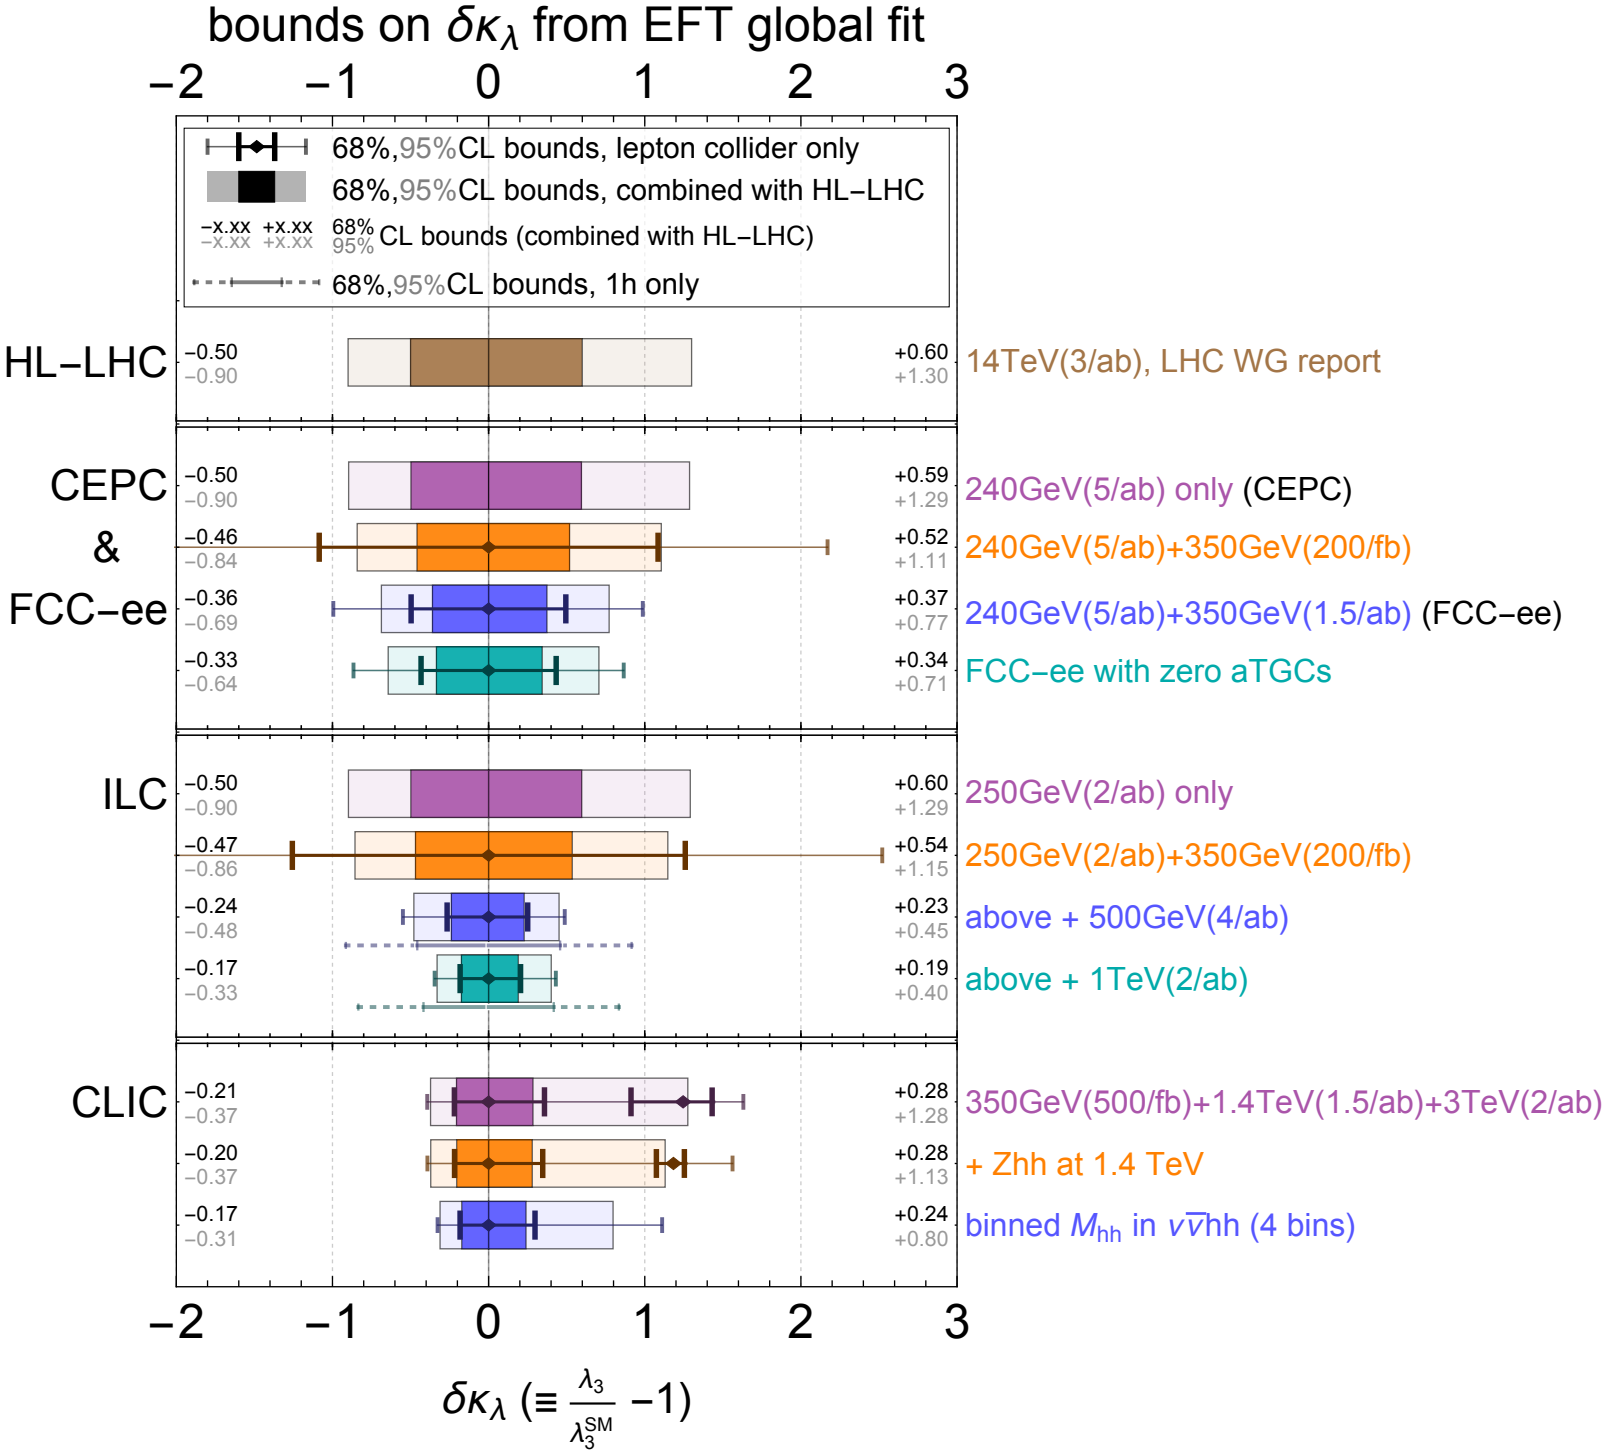 bounds on δκλ from EFT global fit
−2 −1 0 1 2 3
68%,95%CL bounds, lepton collider only
68%,95%CL bounds, combined with HL−LHC
−x.xx +x.xx 68%
−x.xx +x.xx 95% CL bounds (combined with HL−LHC)
68%,95%CL bounds, 1h only
HL−LHC −0.50 +0.60 14TeV(3/ab), LHC WG report
−0.90 +1.30
CEPC −0.50 +0.59 240GeV(5/ab) only (CEPC)
−0.90 +1.29
& −0.46 +0.52 240GeV(5/ab)+350GeV(200/fb)
−0.84 +1.11
FCC−ee −0.36 +0.37 240GeV(5/ab)+350GeV(1.5/ab) (FCC−ee)
−0.69 +0.77
−0.33 +0.34 FCC−ee with zero aTGCs
−0.64 +0.71
ILC −0.50 +0.60 250GeV(2/ab) only
−0.90 +1.29
−0.47 +0.54 250GeV(2/ab)+350GeV(200/fb)
−0.86 +1.15
−0.24 +0.23 above + 500GeV(4/ab)
−0.48 +0.45
−0.17 +0.19 above + 1TeV(2/ab)
−0.33 +0.40
CLIC −0.21 +0.28 350GeV(500/fb)+1.4TeV(1.5/ab)+3TeV(2/ab)
−0.37 +1.28
−0.20 +0.28 + Zhh at 1.4 TeV
−0.37 +1.13
−0.17 +0.24 binned Mhh in νν̅hh (4 bins)
−0.31 +0.80
−2 −1 0 1 2 3
δκλ (≡ λ3/λ3SM −1)